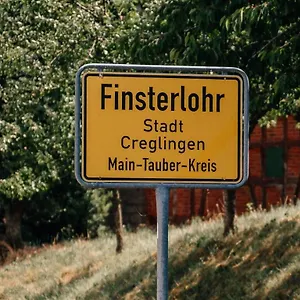 Finsterlohr
Stadt
Creglingen
Main-Tauber-Kreis